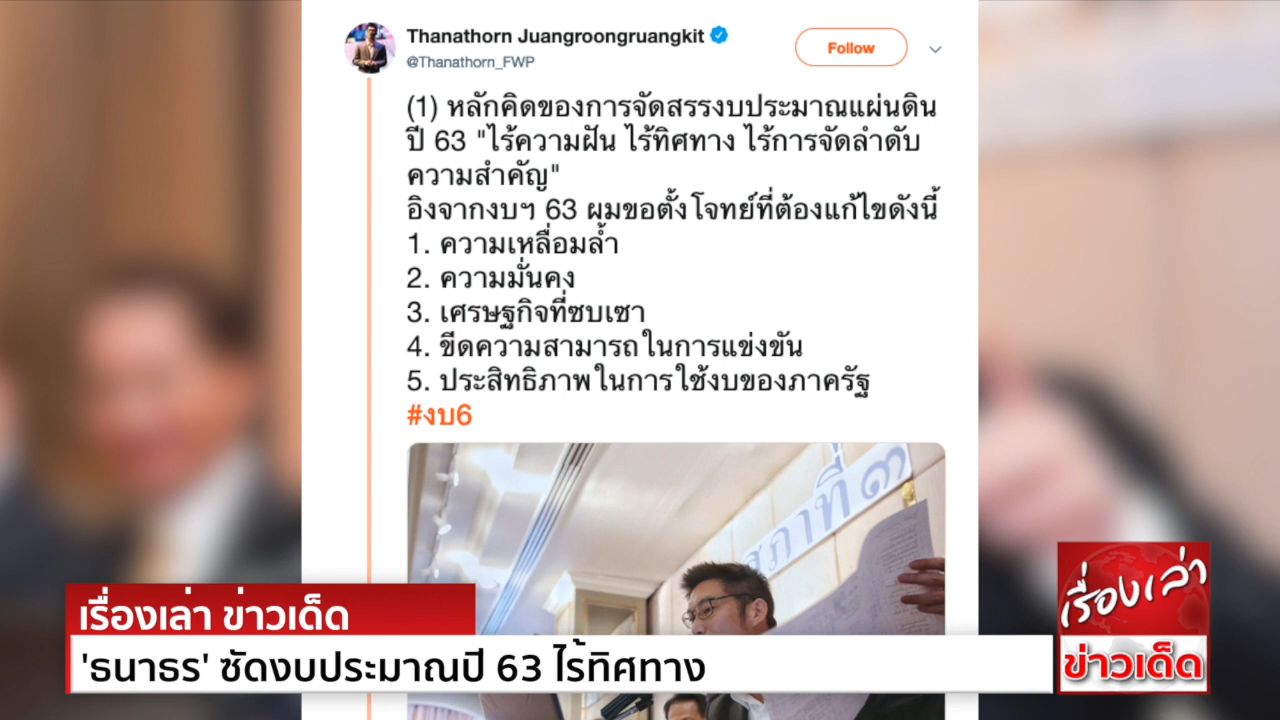 Thanathorn Juangroongruangkit
@Thanathorn_FWP
Follow
(1) หลักคิดของการจัดสรรงบประมาณแผ่นดิน
ปี 63 "ไร้ความฝัน ไร้ทิศทาง ไร้การจัดลำดับ
ความสำคัญ"
อิงจากงบฯ 63 ผมขอตั้งโจทย์ที่ต้องแก้ไขดังนี้
1. ความเหลื่อมล้ำ
2. ความมั่นคง
3. เศรษฐกิจที่ซบเซา
4. ขีดความสามารถในการแข่งขัน
5. ประสิทธิภาพในการใช้งบของภาครัฐ
#งบ6
สภาที่๓
เรื่องเล่า ข่าวเด็ด
'ธนาธร' ซัดงบประมาณปี 63 ไร้ทิศทาง
เรื่องเล่า
ข่าวเด็ด